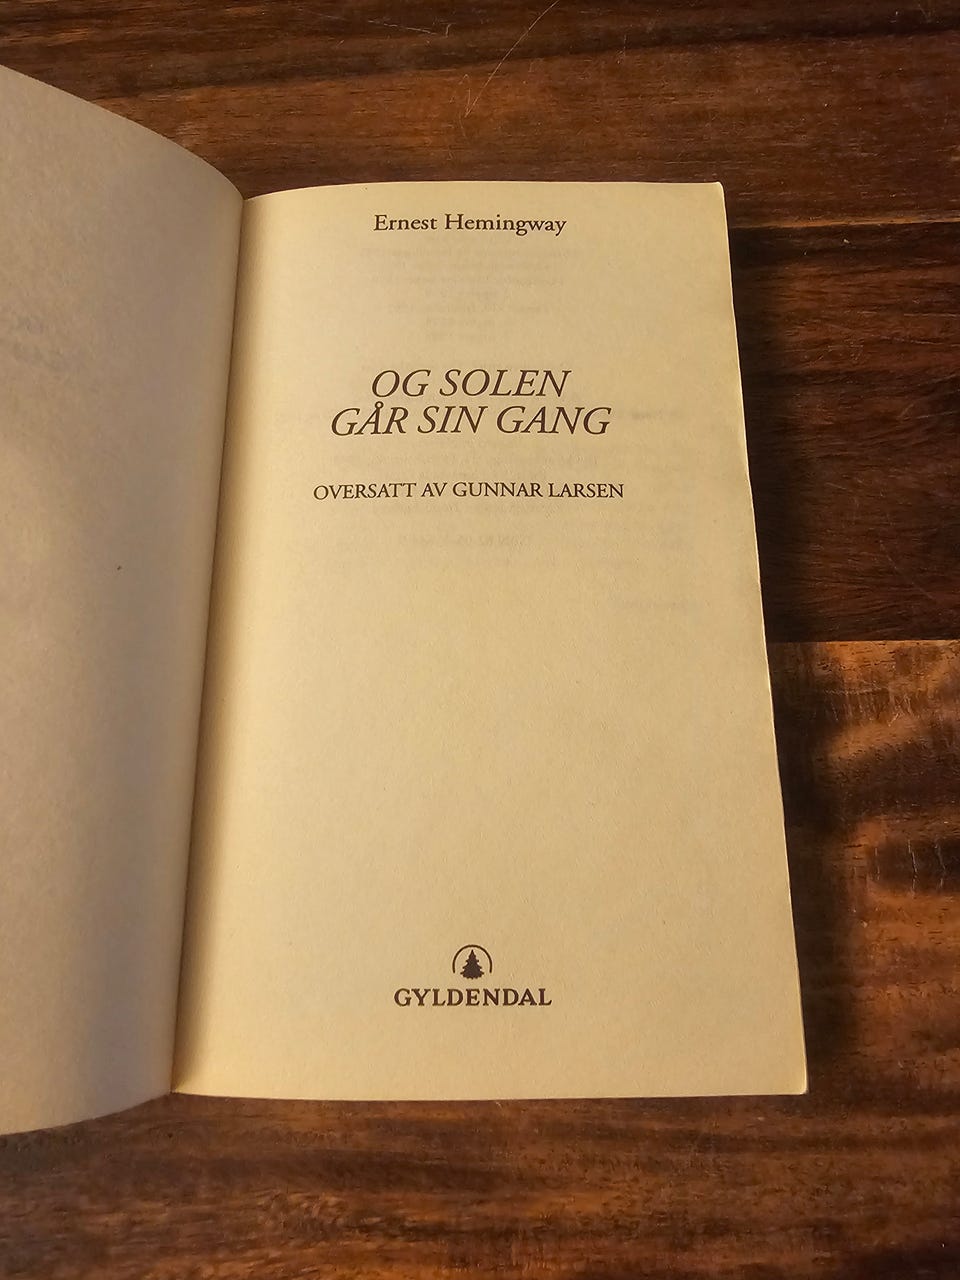 Ernest Hemingway
OG SOLEN
GÅR SIN GANG
OVERSATT AV GUNNAR LARSEN
GYLDENDAL